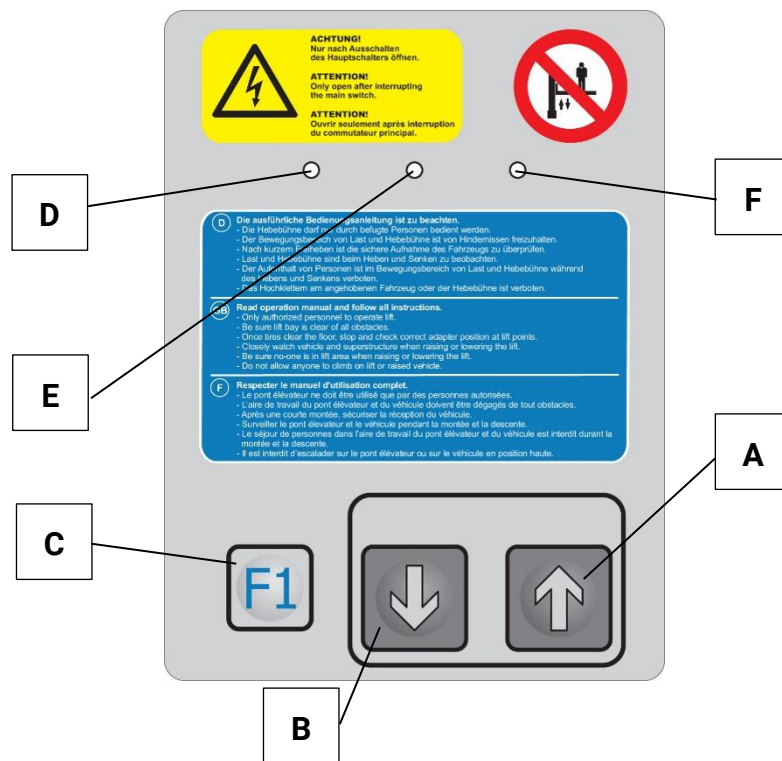 ACHTUNG!
Nur nach Ausschalten
des Hauptschalters öffnen.
ATTENTION!
Only open after interrupting
the main switch.
ATTENTION!
Ouvrir seulement après interruption
du commutateur principal.
D
E
F
D Die ausführliche Bedienungsanleitung ist zu beachten.
- Die Hebebühne darf nur durch befugte Personen bedient werden.
- Der Bewegungsbereich von Last und Hebebühne ist von Hindernissen freizuhalten.
- Nach kurzem Freiheben ist die sichere Aufnahme des Fahrzeugs zu überprüfen.
- Last und Hebebühne sind beim Heben und Senken zu beobachten.
- Der Aufenthalt von Personen ist im Bewegungsbereich von Last und Hebebühne während
des Hebens und Senkens verboten.
- Das Hochklettern am angehobenen Fahrzeug oder der Hebebühne ist verboten.
GB Read operation manual and follow all instructions.
- Only authorized personnel to operate lift.
- Be sure lift bay is clear of all obstacles.
- Once tires clear the floor, stop and check correct adapter position at lift points.
- Closely watch vehicle and superstructure when raising or lowering the lift.
- Be sure no-one is in lift area when raising or lowering the lift.
- Do not allow anyone to climb on lift or raised vehicle.
F Respecter le manuel d'utilisation complet.
- Le pont élévateur ne doit être utilisé que par des personnes autorisées.
- L'aire de travail du pont élévateur et du véhicule doivent être dégagés de tout obstacles.
- Après une courte montée, sécuriser la réception du véhicule.
- Surveiller le pont élevateur et le véhicule pendant la montée et la descente.
- Le séjour de personnes dans l'aire de travail du pont élévateur et du véhicule est interdit durant la
montée et la descente.
- Il est interdit d'escalader sur le pont élévateur ou sur le véhicule en position haute.
A
C
F1
B